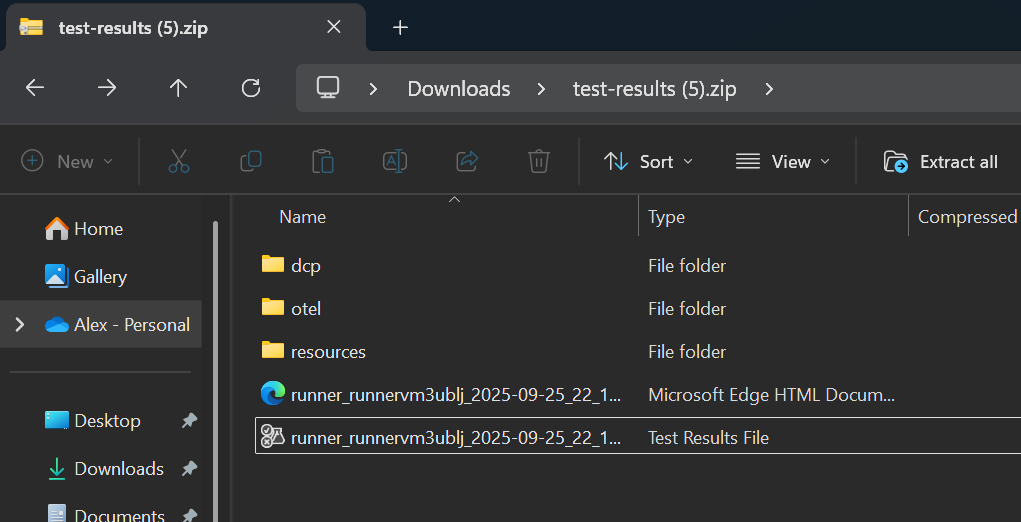 test-results (5).zip
Downloads
test-results (5).zip
New
Sort
View
Extract all
Home
Gallery
Alex - Personal
Desktop
Downloads
Documents
Name
Type
Compressed
dcp
File folder
otel
File folder
resources
File folder
runner_runnervm3ublj_2025-09-25_22_1...
Microsoft Edge HTML Docum...
runner_runnervm3ublj_2025-09-25_22_1...
Test Results File